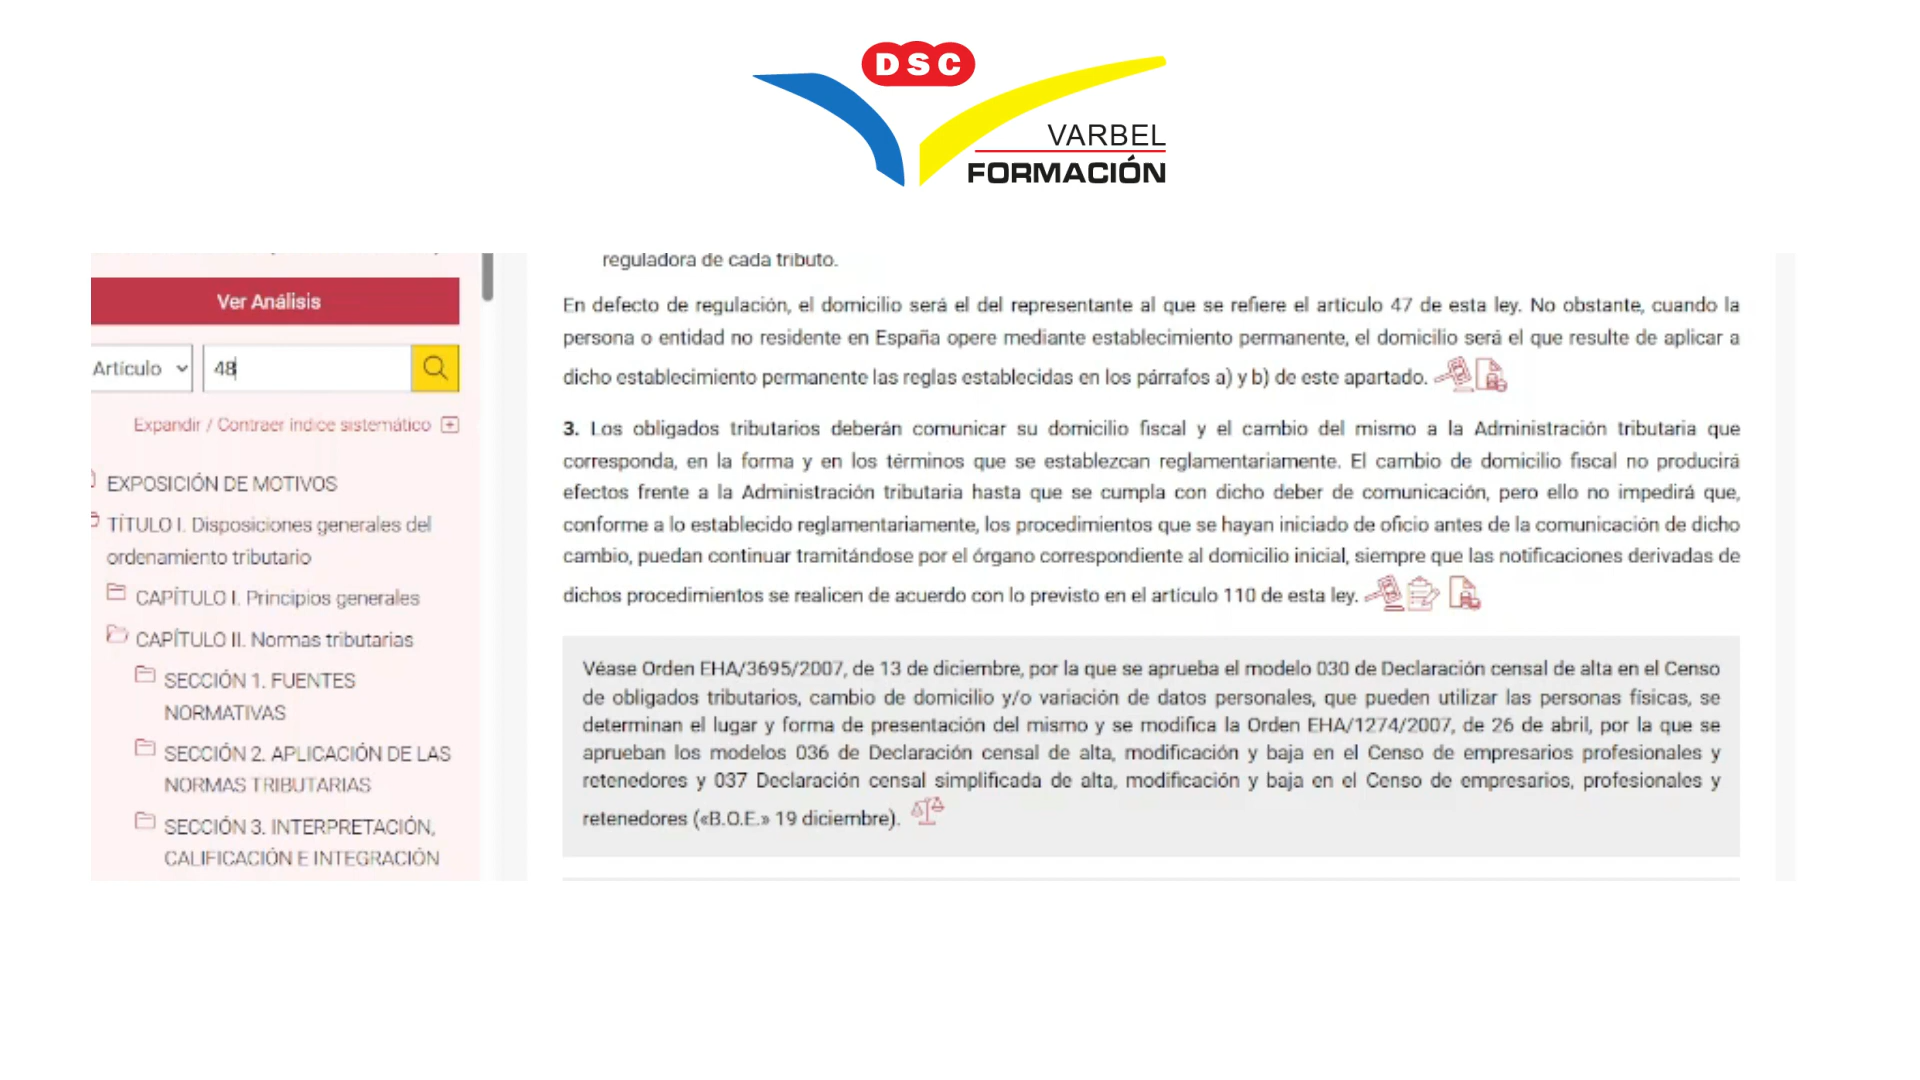 DSC
VARBEL
FORMACIÓN
Ver Análisis
Artículo
48
Expandir / Contraer índice sistemático
EXPOSICIÓN DE MOTIVOS
TÍTULO I. Disposiciones generales del
ordenamiento tributario
CAPÍTULO I. Principios generales
CAPÍTULO II. Normas tributarias
SECCIÓN 1. FUENTES
NORMATIVAS
SECCIÓN 2. APLICACIÓN DE LAS
NORMAS TRIBUTARIAS
SECCIÓN 3. INTERPRETACIÓN,
CALIFICACIÓN E INTEGRACIÓN
reguladora de cada tributo.
En defecto de regulación, el domicilio será el del representante al que se refiere el artículo 47 de esta ley. No obstante, cuando la
persona o entidad no residente en España opere mediante establecimiento permanente, el domicilio será el que resulte de aplicar a
dicho establecimiento permanente las reglas establecidas en los párrafos a) y b) de este apartado.
3. Los obligados tributarios deberán comunicar su domicilio fiscal y el cambio del mismo a la Administración tributaria que
corresponda, en la forma y en los términos que se establezcan reglamentariamente. El cambio de domicilio fiscal no producirá
efectos frente a la Administración tributaria hasta que se cumpla con dicho deber de comunicación, pero ello no impedirá que,
conforme a lo establecido reglamentariamente, los procedimientos que se hayan iniciado de oficio antes de la comunicación de dicho
cambio, puedan continuar tramitándose por el órgano correspondiente al domicilio inicial, siempre que las notificaciones derivadas de
dichos procedimientos se realicen de acuerdo con lo previsto en el artículo 110 de esta ley.
Véase Orden EHA/3695/2007, de 13 de diciembre, por la que se aprueba el modelo 030 de Declaración censal de alta en el Censo
de obligados tributarios, cambio de domicilio y/o variación de datos personales, que pueden utilizar las personas físicas, se
determinan el lugar y forma de presentación del mismo y se modifica la Orden EHA/1274/2007, de 26 de abril, por la que se
aprueban los modelos 036 de Declaración censal de alta, modificación y baja en el Censo de empresarios profesionales y
retenedores y 037 Declaración censal simplificada de alta, modificación y baja en el Censo de empresarios, profesionales y
retenedores («B.O.E.» 19 diciembre).